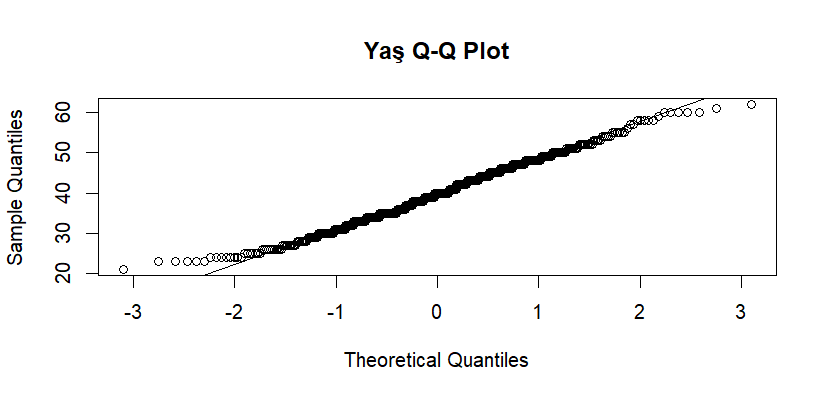 Yaş Q-Q Plot
Sample Quantiles
60
50
40
30
20
-3 -2 -1 0 1 2 3
Theoretical Quantiles